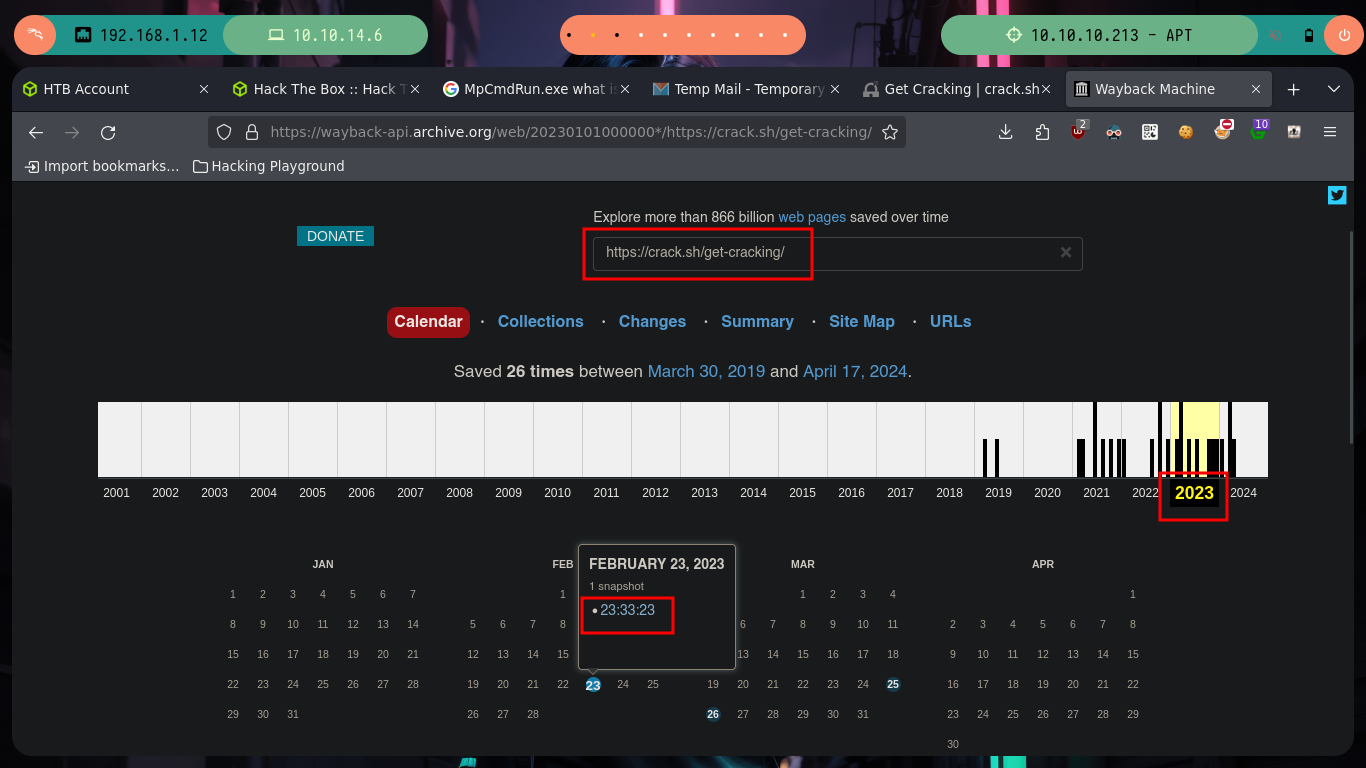 192.168.1.12 10.10.14.6 10.10.10.213 - APT
HTB Account Hack The Box :: Hack T MpCmdRun.exe what is Temp Mail - Temporary Get Cracking | crack.sh Wayback Machine
https://wayback-api.archive.org/web/20230101000000*/https://crack.sh/get-cracking/ 2 10
Import bookmarks... Hacking Playground
Explore more than 866 billion web pages saved over time
DONATE
https://crack.sh/get-cracking/
Calendar · Collections · Changes · Summary · Site Map · URLs
Saved 26 times between March 30, 2019 and April 17, 2024.
2001 2002 2003 2004 2005 2006 2007 2008 2009 2010 2011 2012 2013 2014 2015 2016 2017 2018 2019 2020 2021 2022 2023 2024
JAN FEB MAR APR
FEBRUARY 23, 2023
1 snapshot
• 23:33:23
1 2 3 4 5 6 7 1 1 2 3 4 1
8 9 10 11 12 13 14 5 6 7 8 6 7 8 9 10 11 2 3 4 5 6 7 8
15 16 17 18 19 20 21 12 13 14 15 13 14 15 16 17 18 9 10 11 12 13 14 15
22 23 24 25 26 27 28 19 20 21 22 23 24 25 19 20 21 22 23 24 25 16 17 18 19 20 21 22
29 30 31 26 27 28 26 27 28 29 30 31 23 24 25 26 27 28 29
30